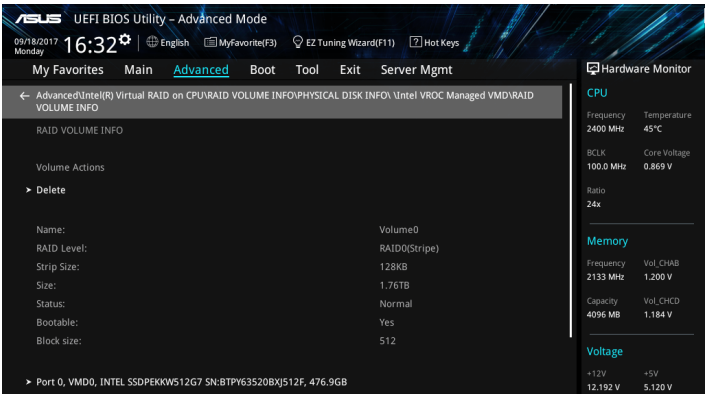 ASUS UEFI BIOS Utility – Advanced Mode
09/18/2017 Monday 16:32 English MyFavorite(F3) EZ Tuning Wizard(F11) ? Hot Keys
My Favorites Main Advanced Boot Tool Exit Server Mgmt
← Advanced\Intel(R) Virtual RAID on CPU\RAID VOLUME INFO\PHYSICAL DISK INFO\ \Intel VROC Managed VMD\RAID
VOLUME INFO
RAID VOLUME INFO
Volume Actions
➤ Delete
Name: Volume0
RAID Level: RAID0(Stripe)
Strip Size: 128KB
Size: 1.76TB
Status: Normal
Bootable: Yes
Block size: 512
➤ Port 0, VMD0, INTEL SSDPEKKW512G7 SN:BTPY63520BXJ512F, 476.9GB
Hardware Monitor
CPU
Frequency Temperature
2400 MHz 45°C
BCLK Core Voltage
100.0 MHz 0.869 V
Ratio
24x
Memory
Frequency Vol_CHAB
2133 MHz 1.200 V
Capacity Vol_CHCD
4096 MB 1.184 V
Voltage
+12V +5V
12.192 V 5.120 V